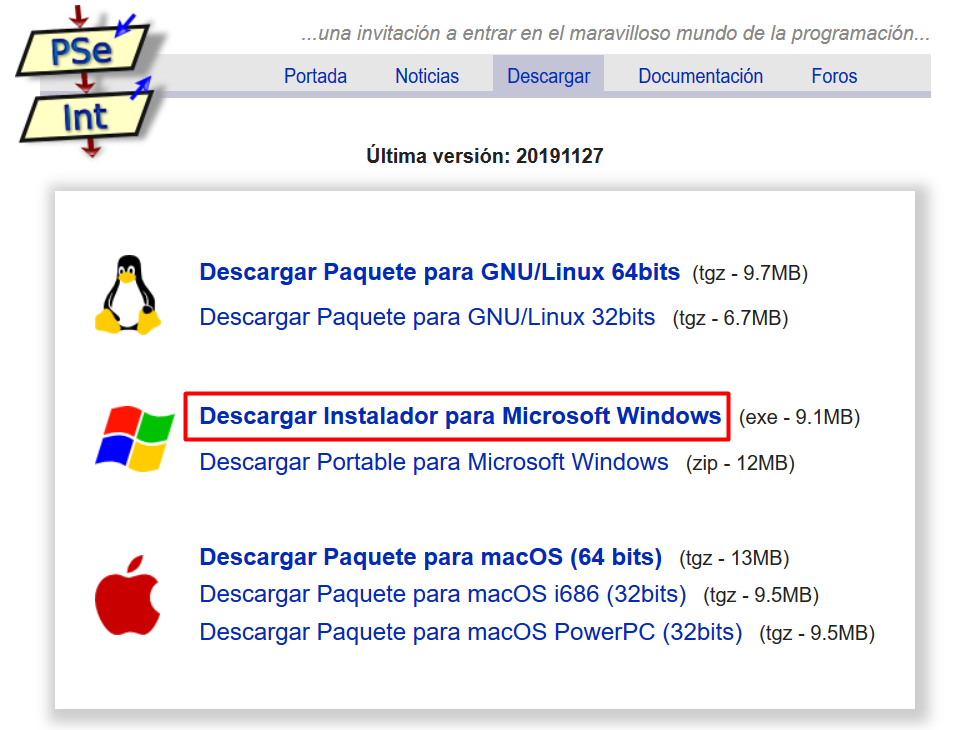 PSe
Int
...una invitación a entrar en el maravilloso mundo de la programación...
Portada Noticias Descargar Documentación Foros
Última versión: 20191127
Descargar Paquete para GNU/Linux 64bits (tgz - 9.7MB)
Descargar Paquete para GNU/Linux 32bits (tgz - 6.7MB)
Descargar Instalador para Microsoft Windows (exe - 9.1MB)
Descargar Portable para Microsoft Windows (zip - 12MB)
Descargar Paquete para macOS (64 bits) (tgz - 13MB)
Descargar Paquete para macOS i686 (32bits) (tgz - 9.5MB)
Descargar Paquete para macOS PowerPC (32bits) (tgz - 9.5MB)